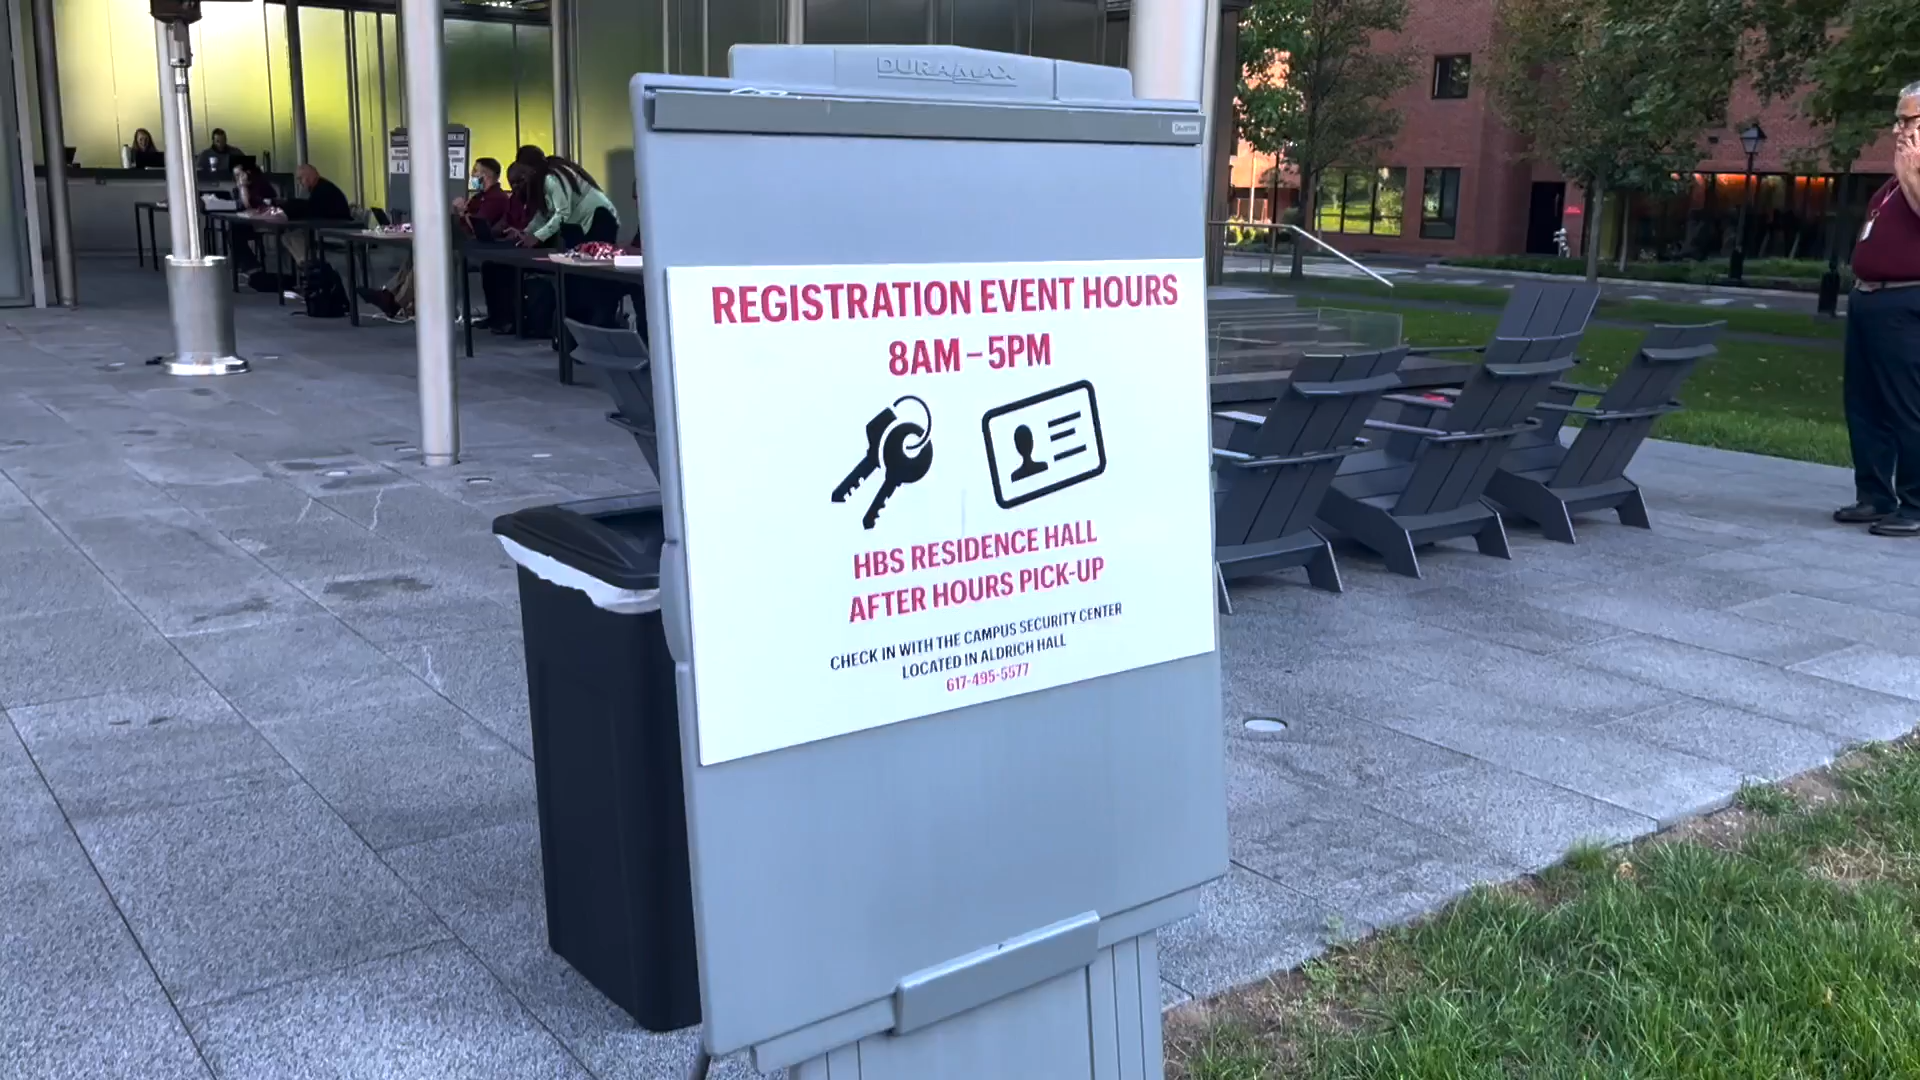 DURAMAX
REGISTRATION EVENT HOURS
8AM – 5PM
HBS RESIDENCE HALL
AFTER HOURS PICK-UP
CHECK IN WITH THE CAMPUS SECURITY CENTER
LOCATED IN ALDRICH HALL
617-495-5577